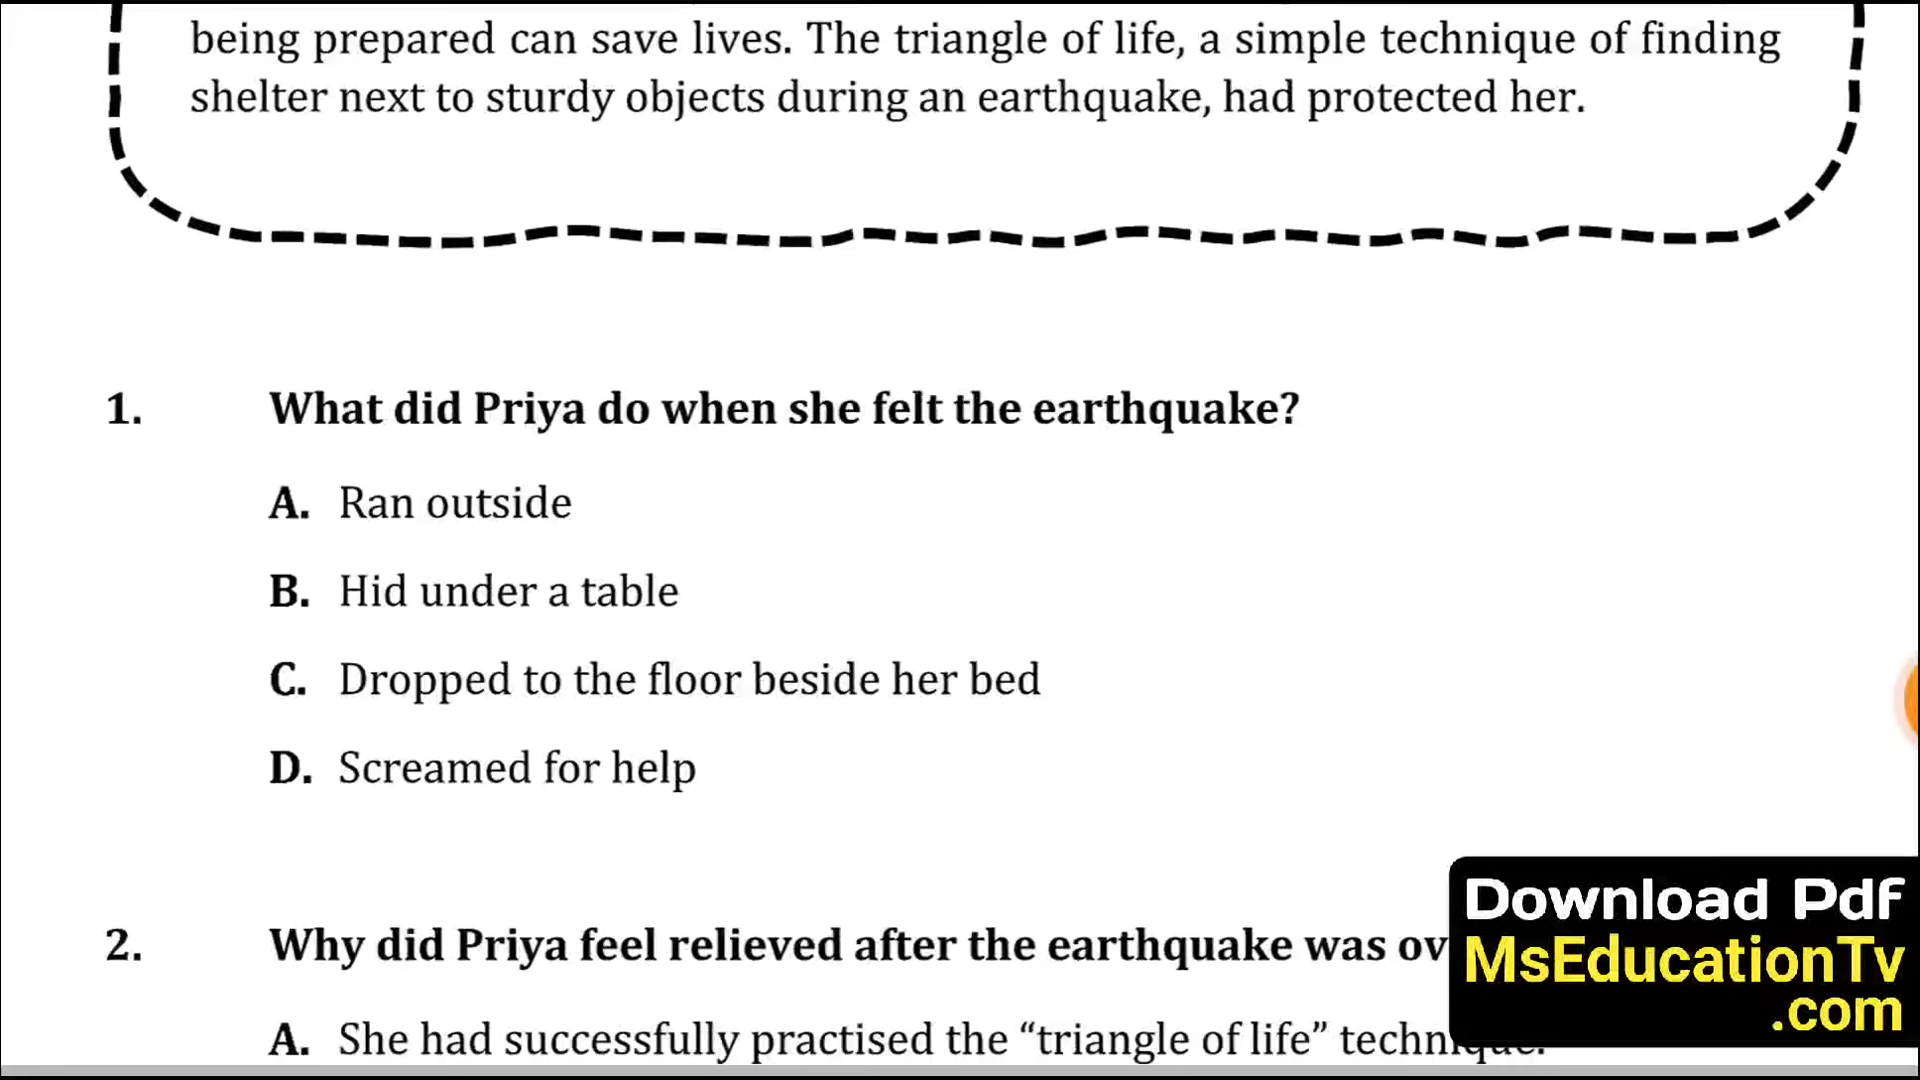 being prepared can save lives. The triangle of life, a simple technique of finding
shelter next to sturdy objects during an earthquake, had protected her.
1. What did Priya do when she felt the earthquake?
A. Ran outside
B. Hid under a table
C. Dropped to the floor beside her bed
D. Screamed for help
2. Why did Priya feel relieved after the earthquake was
A. She had successfully practised the “triangle of life”
Download Pdf
MsEducationTv
.com